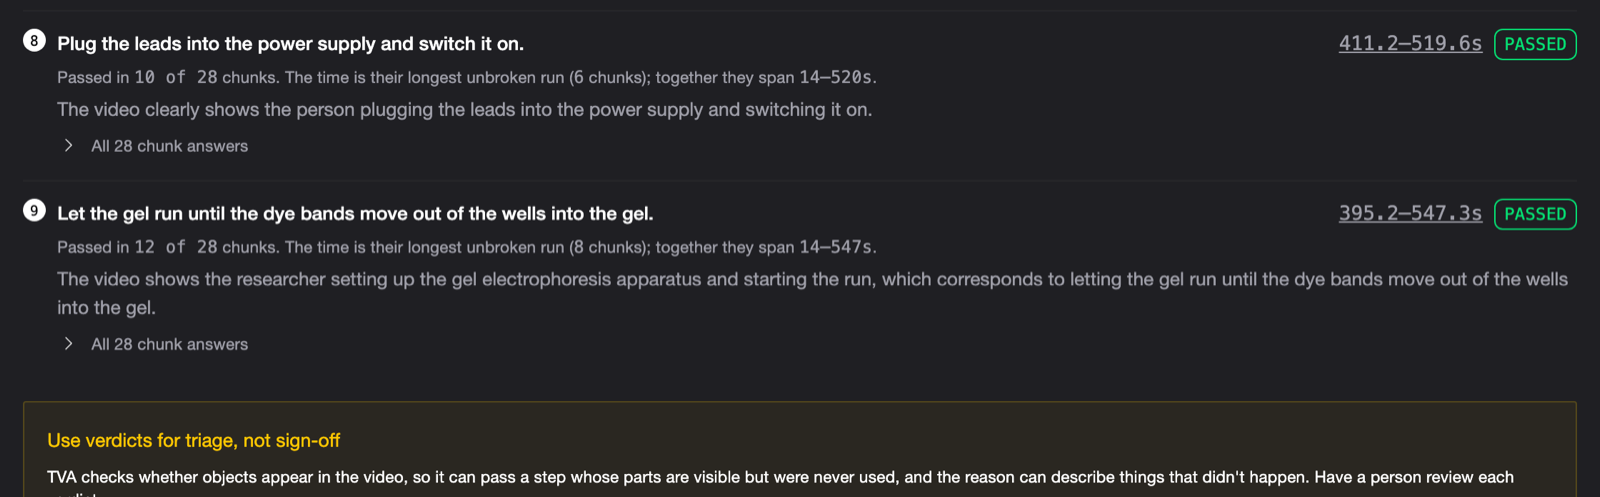 8 Plug the leads into the power supply and switch it on. 411.2–519.6s PASSED
Passed in 10 of 28 chunks. The time is their longest unbroken run (6 chunks); together they span 14–520s.
The video clearly shows the person plugging the leads into the power supply and switching it on.
All 28 chunk answers
9 Let the gel run until the dye bands move out of the wells into the gel. 395.2–547.3s PASSED
Passed in 12 of 28 chunks. The time is their longest unbroken run (8 chunks); together they span 14–547s.
The video shows the researcher setting up the gel electrophoresis apparatus and starting the run, which corresponds to letting the gel run until the dye bands move out of the wells
into the gel.
All 28 chunk answers
Use verdicts for triage, not sign-off
TVA checks whether objects appear in the video, so it can pass a step whose parts are visible but were never used, and the reason can describe things that didn't happen. Have a person review each